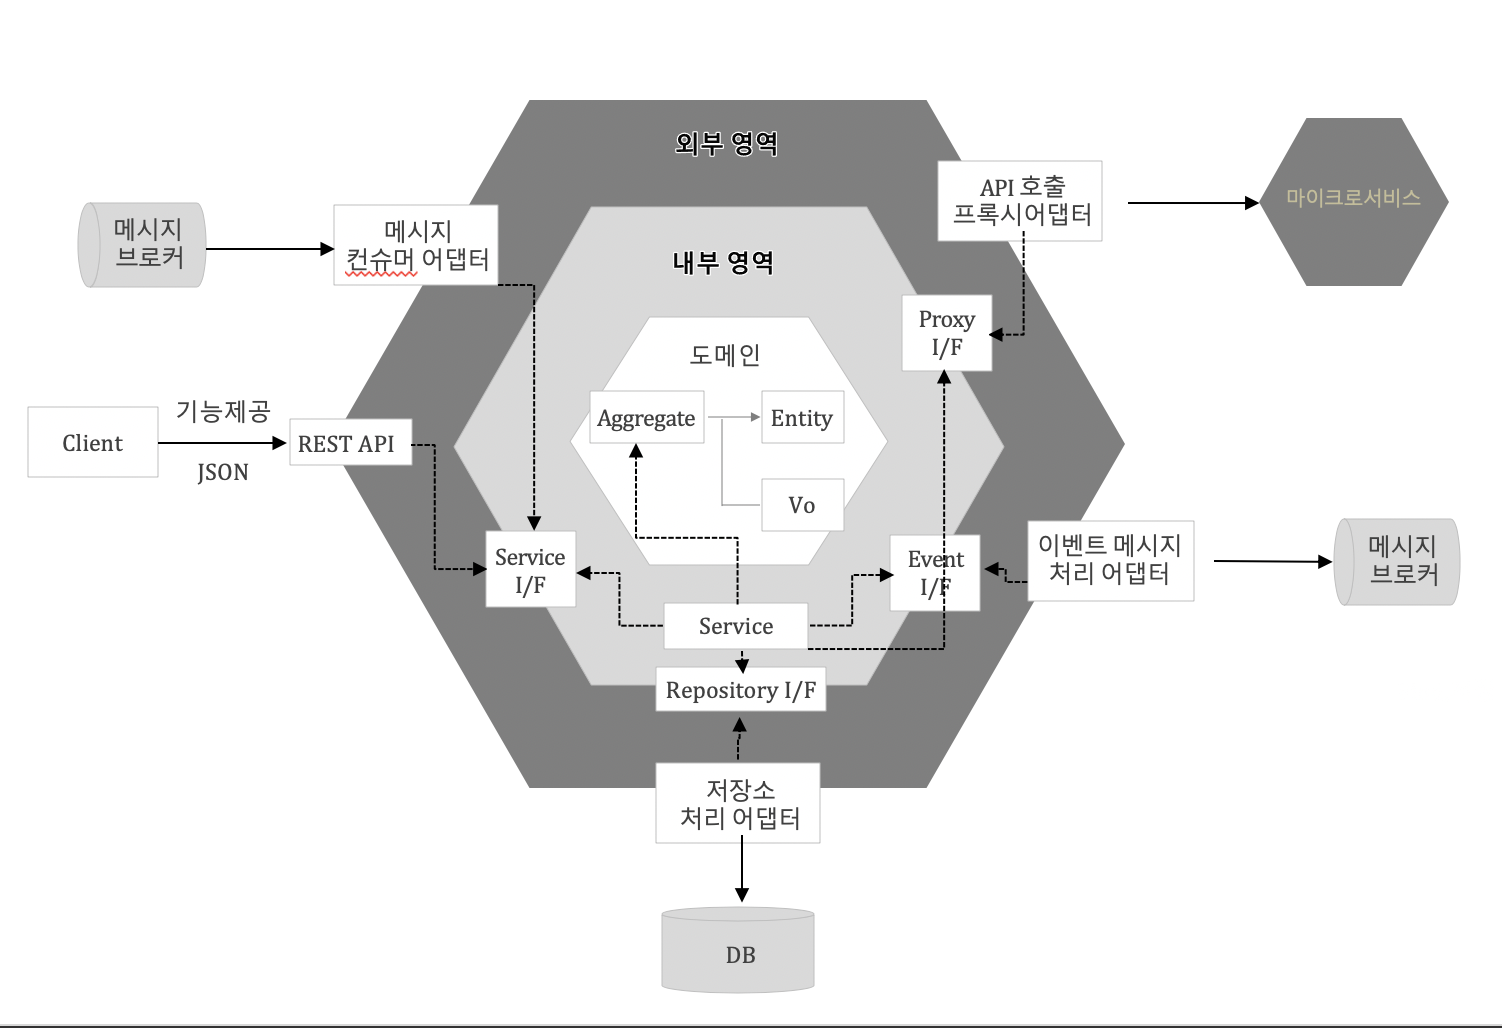 외부 영역
메시지
브로커
메시지
컨슈머 어댑터
API 호출
프록시어댑터
마이크로서비스
내부 영역
Proxy
I/F
도메인
Aggregate
Entity
Vo
Client
기능제공
JSON
REST API
Service
I/F
Event
I/F
이벤트 메시지
처리 어댑터
메시지
브로커
Service
Repository I/F
저장소
처리 어댑터
DB